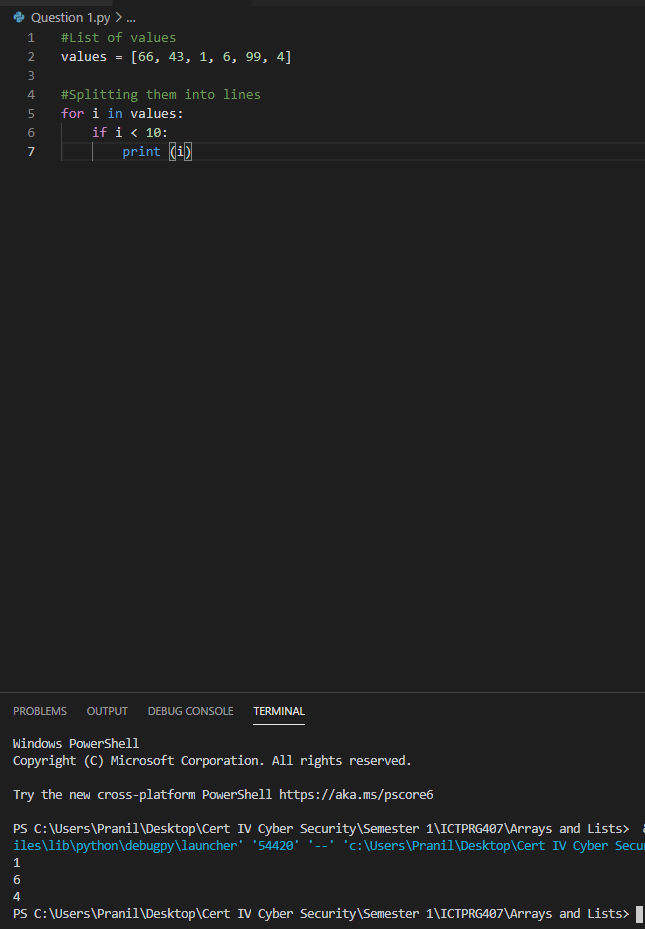 Question 1.py > ...
1 #List of values
2 values = [66, 43, 1, 6, 99, 4]
3
4 #Splitting them into lines
5 for i in values:
6 if i < 10:
7 print (i)
PROBLEMS OUTPUT DEBUG CONSOLE TERMINAL
Windows PowerShell
Copyright (C) Microsoft Corporation. All rights reserved.
Try the new cross-platform PowerShell https://aka.ms/pscore6
PS C:\Users\Pranil\Desktop\Cert IV Cyber Security\Semester 1\ICTPRG407\Arrays and Lists>
iles\lib\python\debugpy\launcher' '54420' '--' 'c:\Users\Pranil\Desktop\Cert IV Cyber Secu
1
6
4
PS C:\Users\Pranil\Desktop\Cert IV Cyber Security\Semester 1\ICTPRG407\Arrays and Lists>